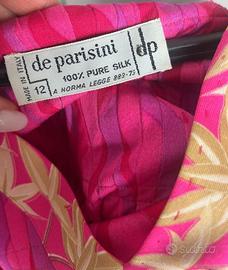 MADE IN ITALY
12
de parisini
100% PURE SILK
A NORMA LEGGE 883-73
dp
subito